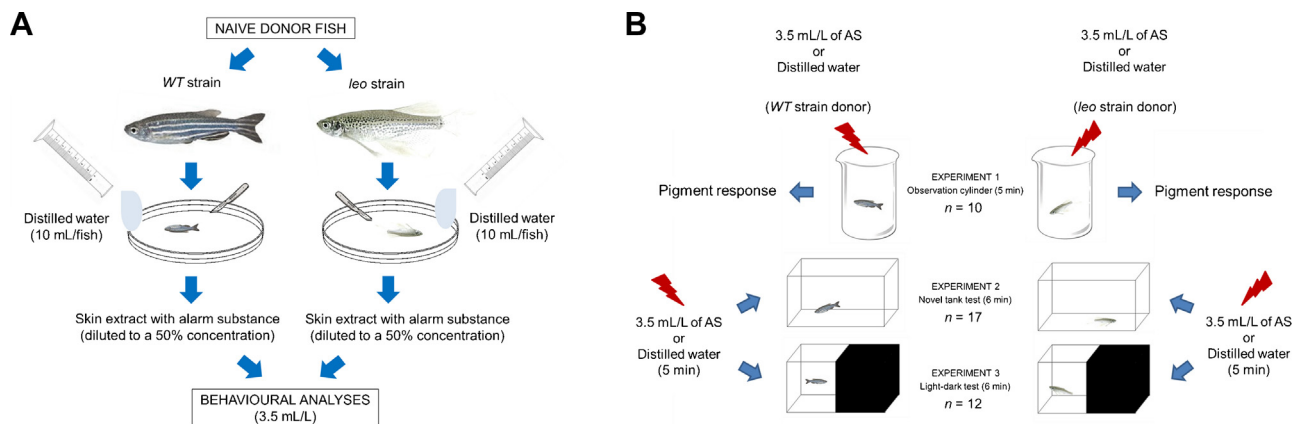 A
NAIVE DONOR FISH
WT strain
leo strain
Distilled water
(10 mL/fish)
Distilled water
(10 mL/fish)
Skin extract with alarm substance
(diluted to a 50% concentration)
Skin extract with alarm substance
(diluted to a 50% concentration)
BEHAVIOURAL ANALYSES
(3.5 mL/L)
B
3.5 mL/L of AS
or
Distilled water
(WT strain donor)
3.5 mL/L of AS
or
Distilled water
(leo strain donor)
Pigment response
EXPERIMENT 1
Observation cylinder (5 min)
n = 10
Pigment response
3.5 mL/L of AS
or
Distilled water
(5 min)
EXPERIMENT 2
Novel tank test (6 min)
n = 17
EXPERIMENT 3
Light-dark test (6 min)
n = 12
3.5 mL/L of AS
or
Distilled water
(5 min)